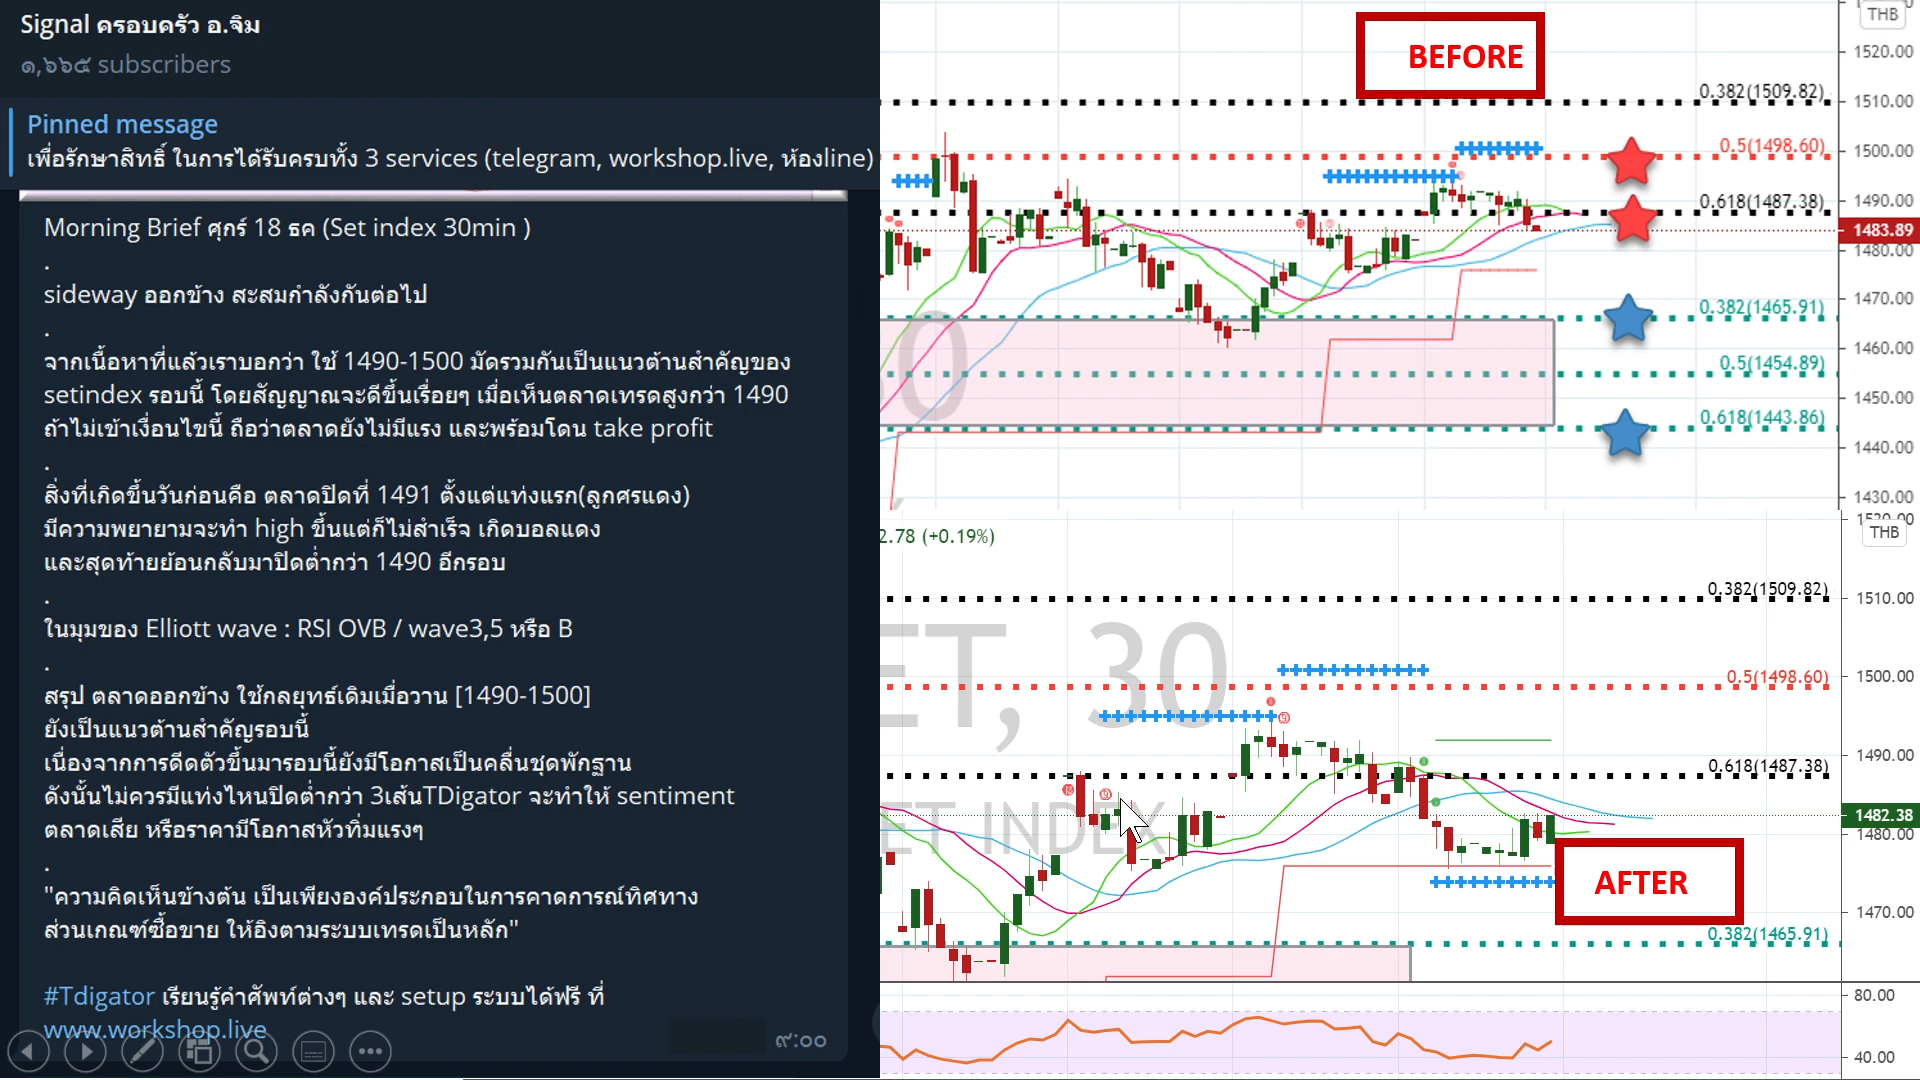 Signal ครอบครัว อ.จิม
๑,๖๖๕ subscribers
Pinned message
เพื่อรักษาสิทธิ์ ในการได้รับครบทั้ง 3 services (telegram, workshop.live, ห้องline)
Morning Brief ศุกร์ 18 ธค (Set index 30min )
.
sideway ออกข้าง สะสมกำลังกันต่อไป
.
จากเนื้อหาที่แล้วเราบอกว่า ใช้ 1490-1500 มัดรวมกันเป็นแนวต้านสำคัญของ
setindex รอบนี้ โดยสัญญาณจะดีขึ้นเรื่อยๆ เมื่อเห็นตลาดเทรดสูงกว่า 1490
ถ้าไม่เข้าเงื่อนไขนี้ ถือว่าตลาดยังไม่มีแรง และพร้อมโดน take profit
.
สิ่งที่เกิดขึ้นวันก่อนคือ ตลาดปิดที่ 1491 ตั้งแต่แท่งแรก(ลูกศรแดง)
มีความพยายามจะทำ high ขึ้นแต่ก็ไม่สำเร็จ เกิดบอลแดง
และสุดท้ายย้อนกลับมาปิดต่ำกว่า 1490 อีกรอบ
.
ในมุมของ Elliott wave : RSI OVB / wave3,5 หรือ B
.
สรุป ตลาดออกข้าง ใช้กลยุทธ์เดิมเมื่อวาน [1490-1500]
ยังเป็นแนวต้านสำคัญรอบนี้
เนื่องจากการดีดตัวขึ้นมารอบนี้ยังมีโอกาสเป็นคลื่นชุดพักฐาน
ดังนั้นไม่ควรมีแท่งไหนปิดต่ำกว่า 3เส้นTDigator จะทำให้ sentiment
ตลาดเสีย หรือราคามีโอกาสหัวทิ่มแรงๆ
.
"ความคิดเห็นข้างต้น เป็นเพียงองค์ประกอบในการคาดการณ์ทิศทาง
ส่วนเกณฑ์ซื้อขาย ให้อิงตามระบบเทรดเป็นหลัก"
#Tdigator เรียนรู้คำศัพท์ต่างๆ และ setup ระบบได้ฟรี ที่
www.workshop.live
๙:๐๐
BEFORE
THB
1520.00
0.382(1509.82)
1510.00
0.5(1498.60)
1500.00
0.618(1487.38)
1490.00
1483.89
1480.00
1470.00
0.382(1465.91)
1460.00
0.5(1454.89)
1450.00
0.618(1443.86)
1440.00
1430.00
2.78 (+0.19%)
THB
0.382(1509.82)
1510.00
ET, 30
0.5(1498.60)
1500.00
1490.00
0.618(1487.38)
ET INDEX
1482.38
1480.00
AFTER
1470.00
0.382(1465.91)
80.00
40.00